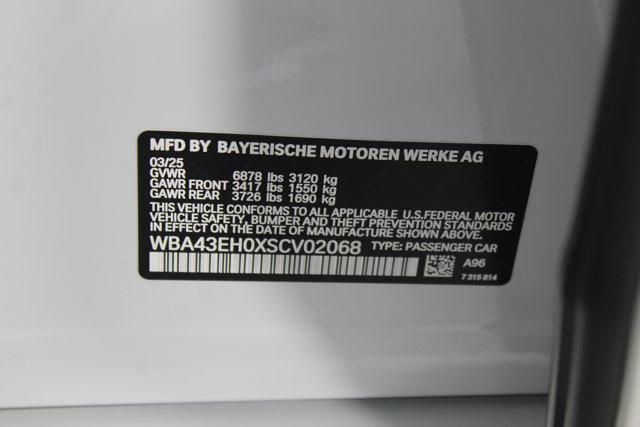 MFD BY BAYERISCHE MOTOREN WERKE AG
03/25
GVWR 6878 lbs 3120 kg
GAWR FRONT 3417 lbs 1550 kg
GAWR REAR 3726 lbs 1690 kg
THIS VEHICLE CONFORMS TO ALL APPLICABLE U.S.FEDERAL MOTOR
VEHICLE SAFETY, BUMPER AND THEFT PREVENTION STANDARDS
IN EFFECT ON THE DATE OF MANUFACTURE SHOWN ABOVE.
WBA43EH0XSCV02068 TYPE: PASSENGER CAR
A96
7 315 814